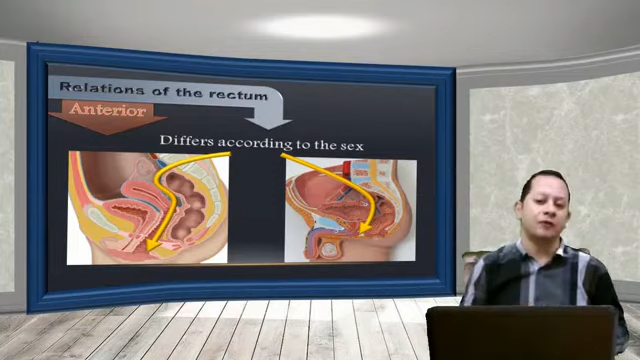 Relations of the rectum
Anterior
Differs according to the sex